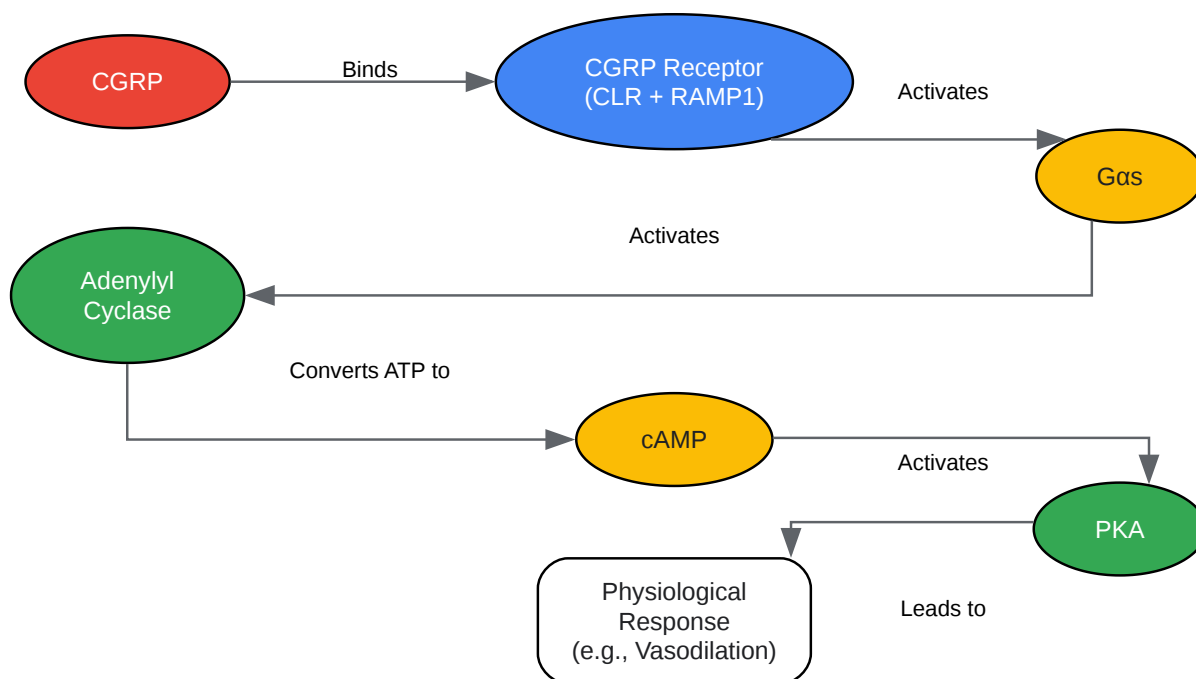 CGRP
Binds
CGRP Receptor
(CLR + RAMP1)
Activates
Gαs
Activates
Adenylyl
Cyclase
Converts ATP to
cAMP
Activates
PKA
Leads to
Physiological
Response
(e.g., Vasodilation)